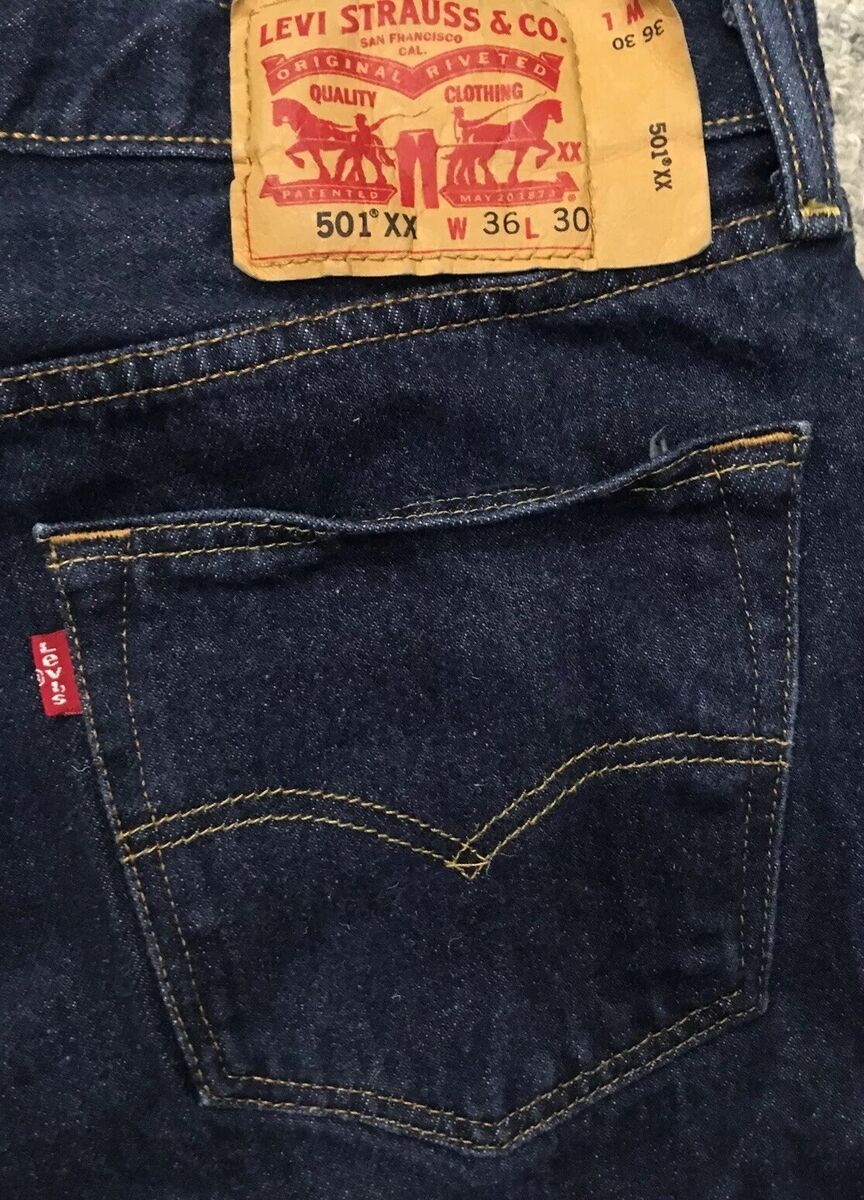 LEVI STRAUSS & CO.
SAN FRANCISCO
CAL.
ORIGINAL RIVETED
QUALITY CLOTHING
XX
PATENTED MAY 20 1873 ®
501® XX W 36 L 30
W 36
L 30
501® XX
LEVI'S
®